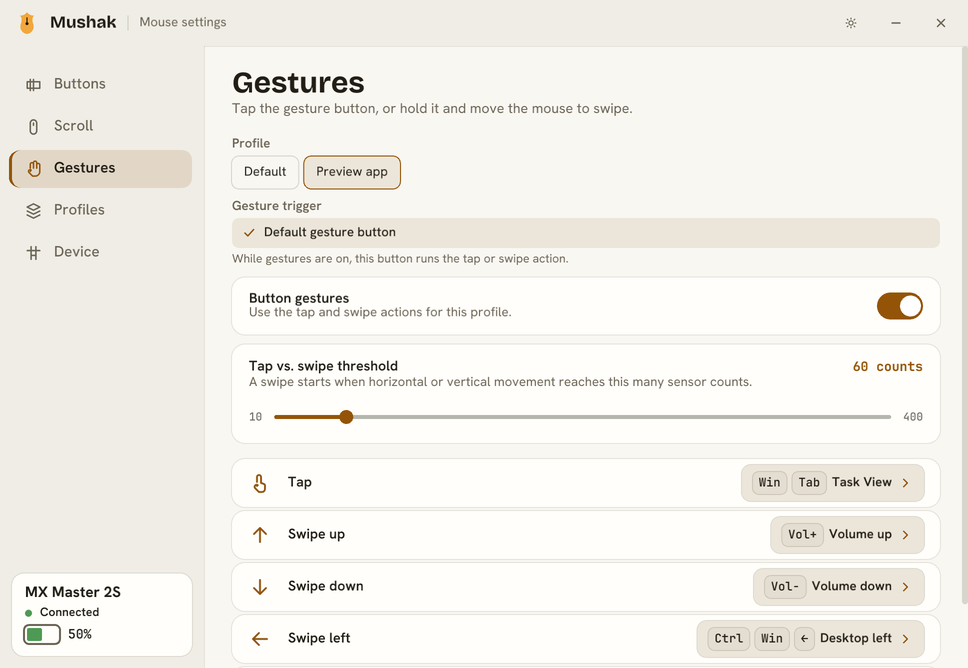 Mushak
Mouse settings
Buttons
Scroll
Gestures
Profiles
Device
MX Master 2S
Connected
50%
Gestures
Tap the gesture button, or hold it and move the mouse to swipe.
Profile
Default
Preview app
Gesture trigger
Default gesture button
While gestures are on, this button runs the tap or swipe action.
Button gestures
Use the tap and swipe actions for this profile.
Tap vs. swipe threshold
60 counts
A swipe starts when horizontal or vertical movement reaches this many sensor counts.
10
400
Tap
Win Tab Task View
Swipe up
Vol+ Volume up
Swipe down
Vol- Volume down
Swipe left
Ctrl Win ← Desktop left